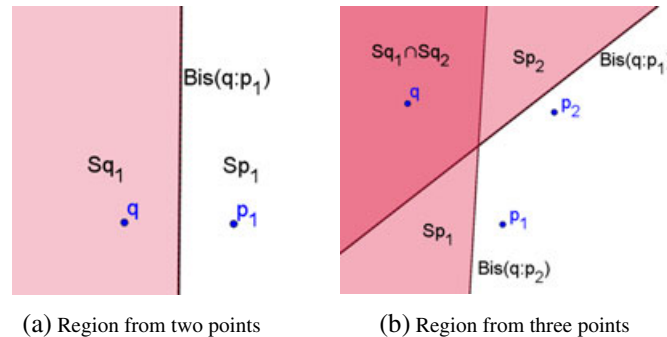 Bis(q:p1)
Sq1
Sp1
q
p1
(a) Region from two points
Sq1∩Sq2
Sp2
Bis(q:p1)
q
p2
Sp1
p1
Bis(q:p2)
(b) Region from three points